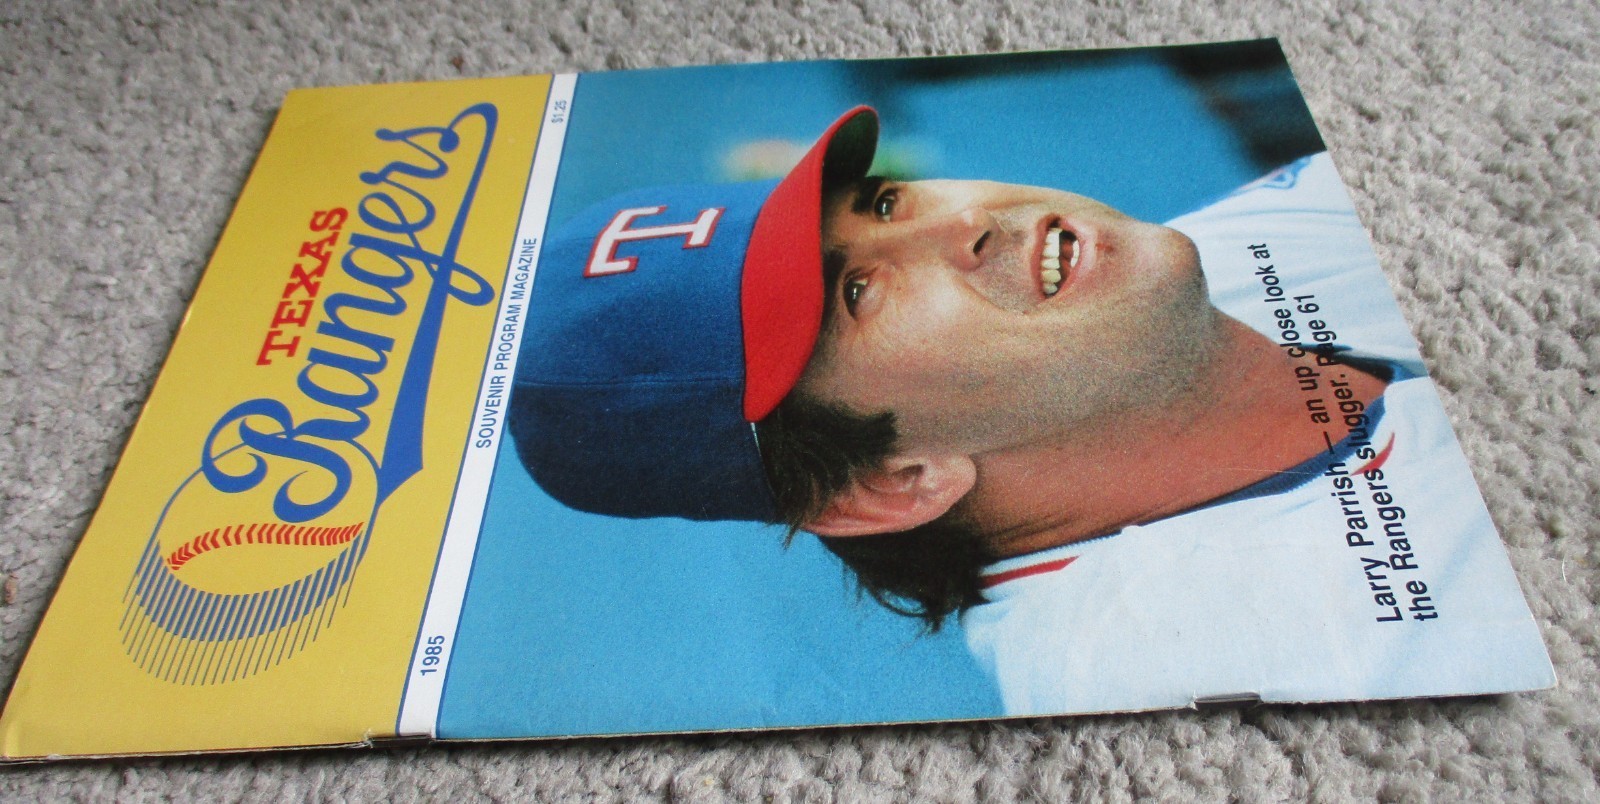 TEXAS
Rangers
1985
SOUVENIR PROGRAM MAGAZINE
$1.25
T
Larry Parrish — an up close look at
the Rangers slugger. Page 61